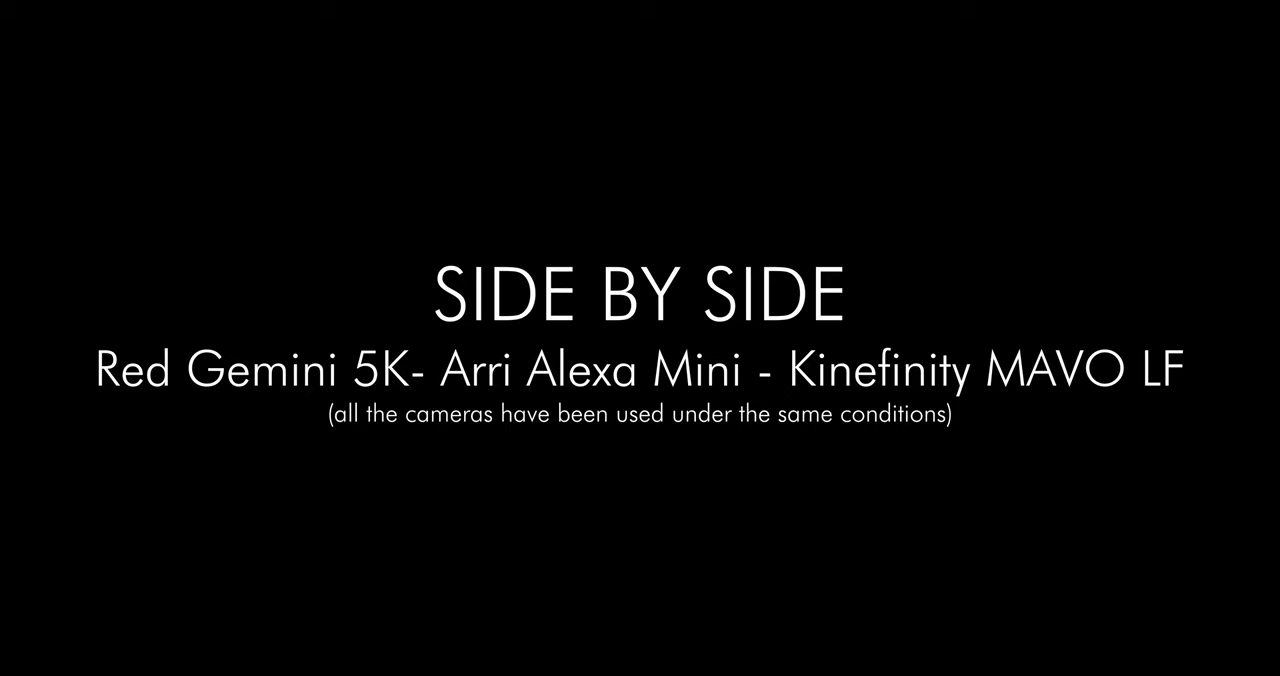 SIDE BY SIDE
Red Gemini 5K- Arri Alexa Mini - Kinefinity MAVO LF
(all the cameras have been used under the same conditions)